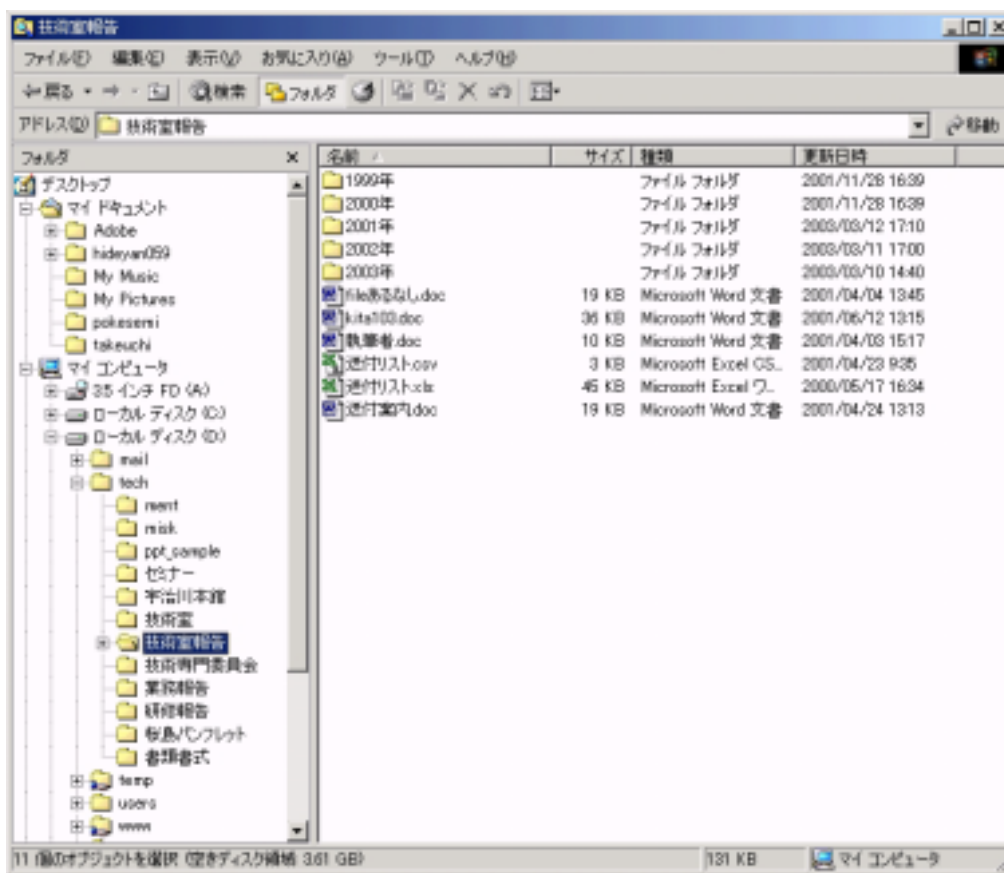 技術室報告
ファイル(F) 編集(E) 表示(V) お気に入り(A) ツール(T) ヘルプ(H)
戻る 検索 フォルダ
アドレス(D) 技術室報告 移動
フォルダ
名前 サイズ 種類 更新日時
1999年 ファイル フォルダ 2001/11/28 16:39
2000年 ファイル フォルダ 2001/11/28 16:39
2001年 ファイル フォルダ 2003/03/12 17:10
2002年 ファイル フォルダ 2003/03/11 17:00
2003年 ファイル フォルダ 2003/03/10 14:40
fileあるなし.doc 19 KB Microsoft Word 文書 2001/04/04 13:45
kita103.doc 36 KB Microsoft Word 文書 2001/06/12 13:15
執筆者.doc 10 KB Microsoft Word 文書 2001/04/03 15:17
送付リスト.csv 3 KB Microsoft Excel CS... 2001/04/23 9:35
送付リスト.xls 45 KB Microsoft Excel ワ... 2000/05/17 16:34
送付案内.doc 19 KB Microsoft Word 文書 2001/04/24 13:13
デスクトップ
マイ ドキュメント
Adobe
hideyan059
My Music
My Pictures
pokesemi
takeuchi
マイ コンピュータ
3.5 インチ FD (A:)
ローカル ディスク (C:)
ローカル ディスク (D:)
mail
tech
ment
misk
ppt_sample
セミナー
宇治川本館
技術室
技術室報告
技術専門委員会
業務報告
研修報告
桜島パンフレット
書類書式
temp
users
www
11 個のオブジェクトを選択 (空きディスク領域 3.61 GB) 131 KB マイ コンピュータ